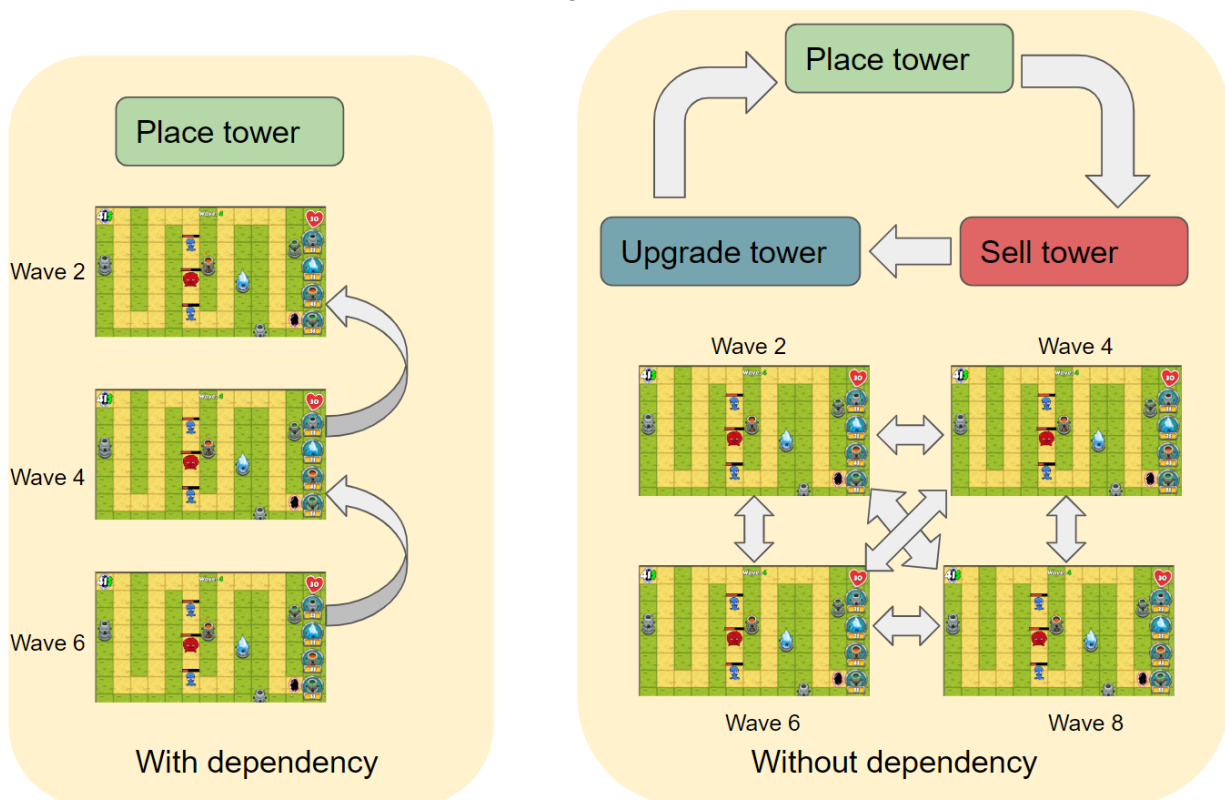 Place tower
Wave 2
Wave 4
Wave 6
With dependency
Place tower
Upgrade tower
Sell tower
Wave 2
Wave 4
Wave 6
Wave 8
Without dependency